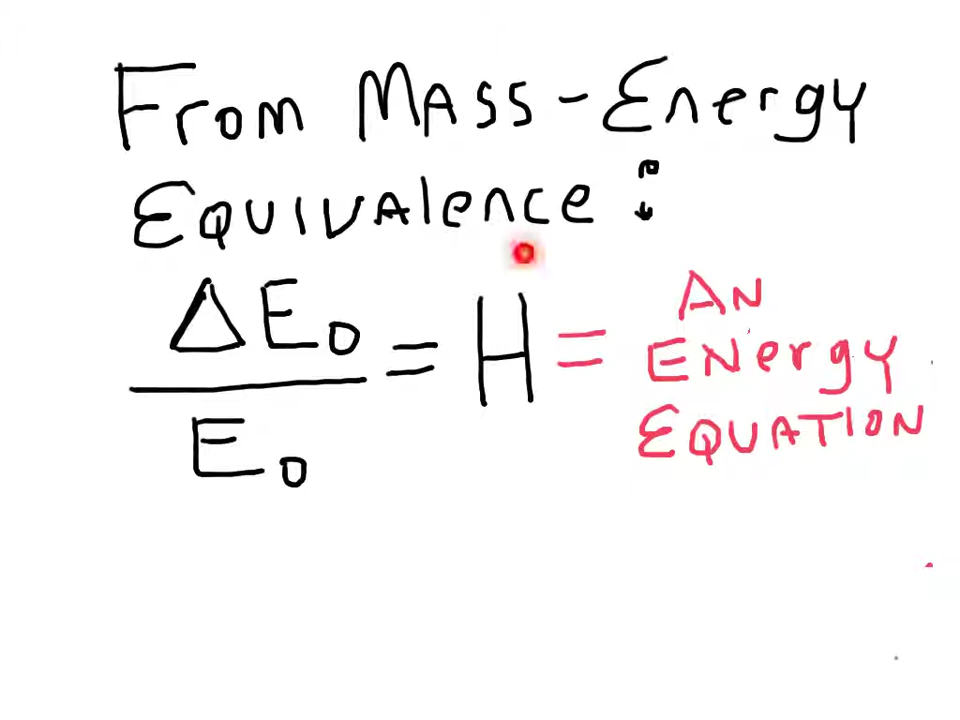 From MASS-Energy
EQUIVAlence:
ΔE₀/E₀ = H = AN
ENergy
EQUATION